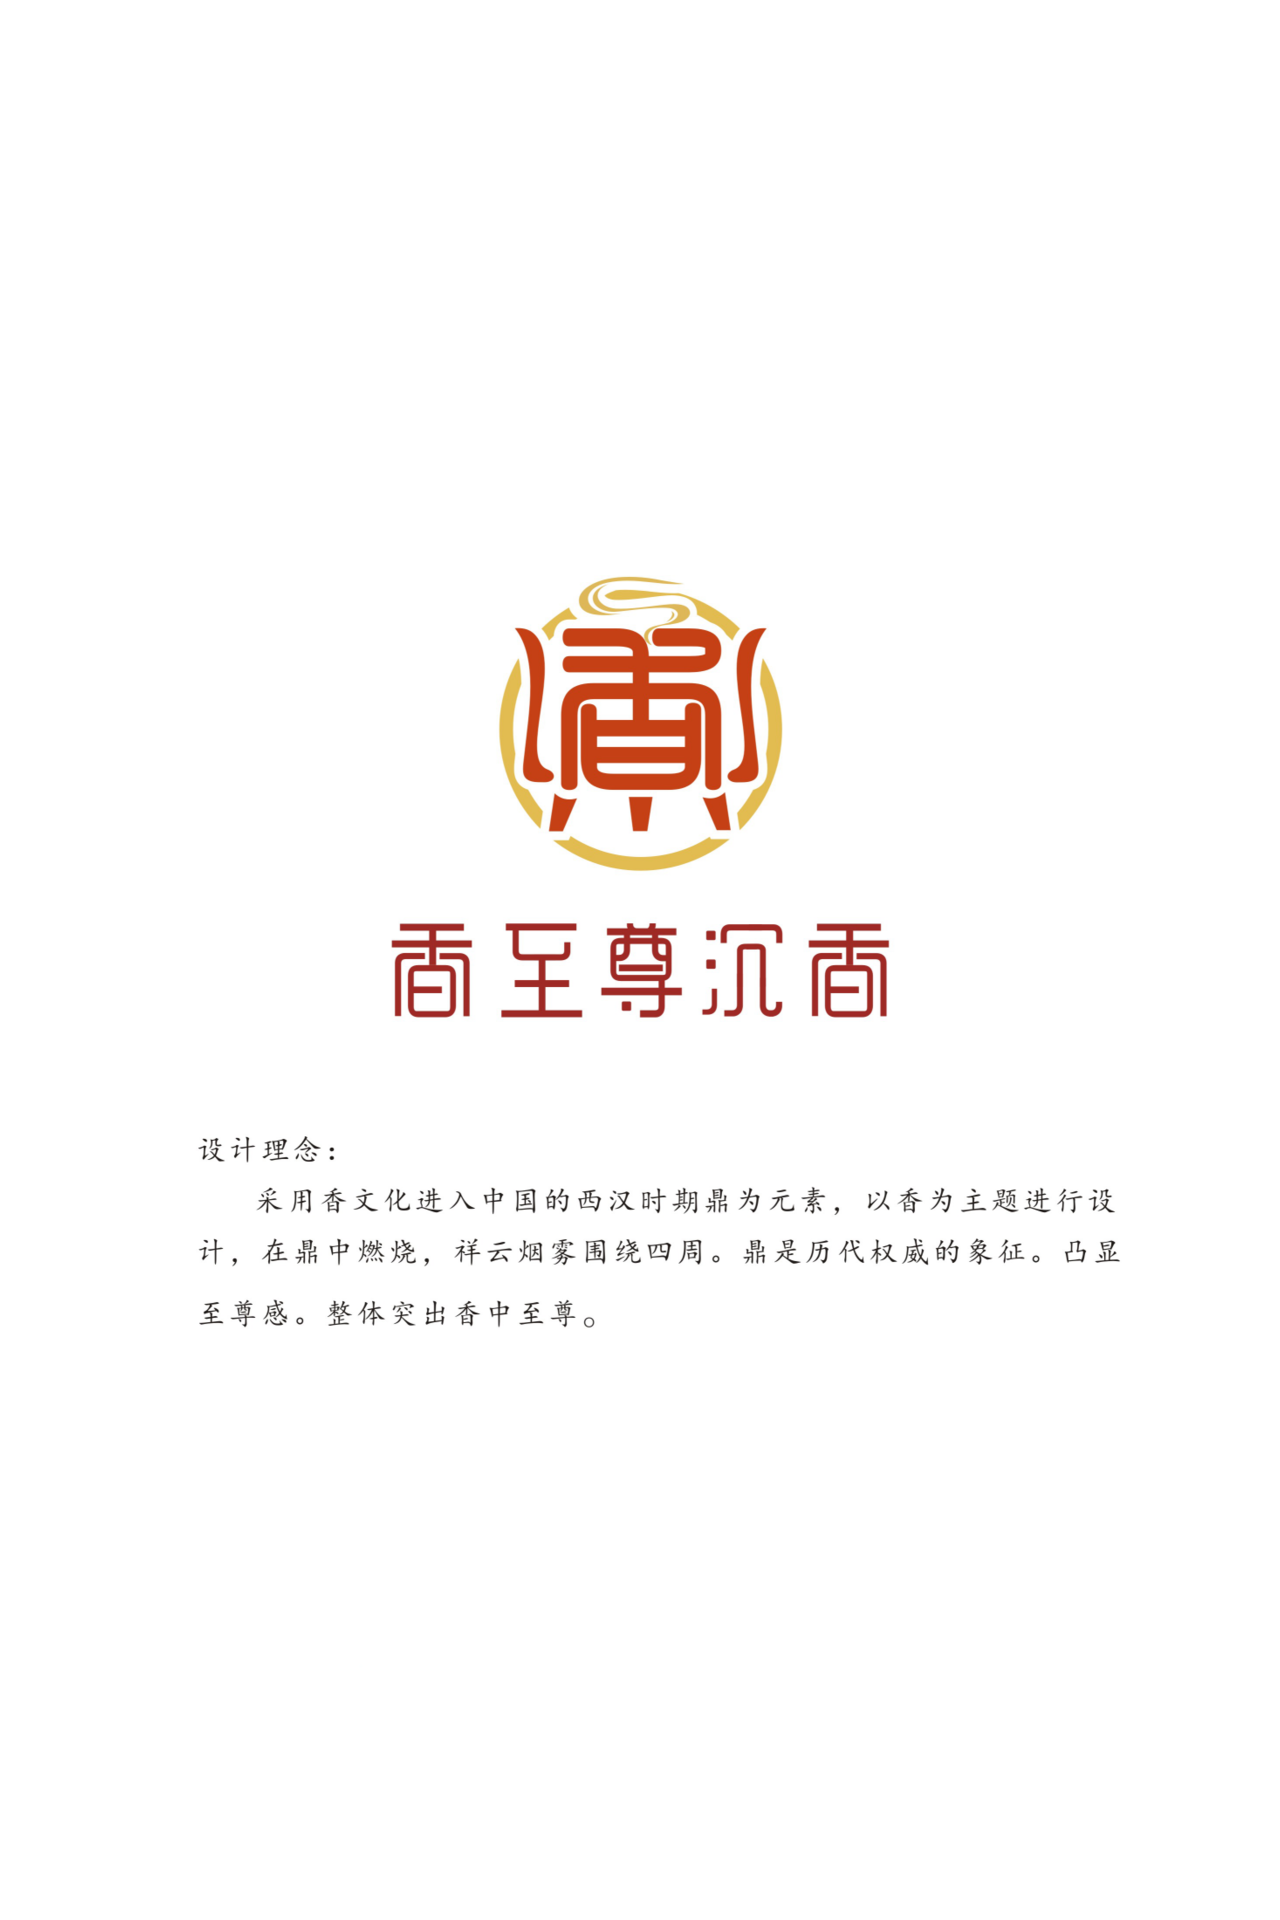 香
香至尊沉香
设计理念：
采用香文化进入中国的西汉时期鼎为元素，以香为主题进行设
计，在鼎中燃烧，祥云烟雾围绕四周。鼎是历代权威的象征。凸显
至尊感。整体突出香中至尊。